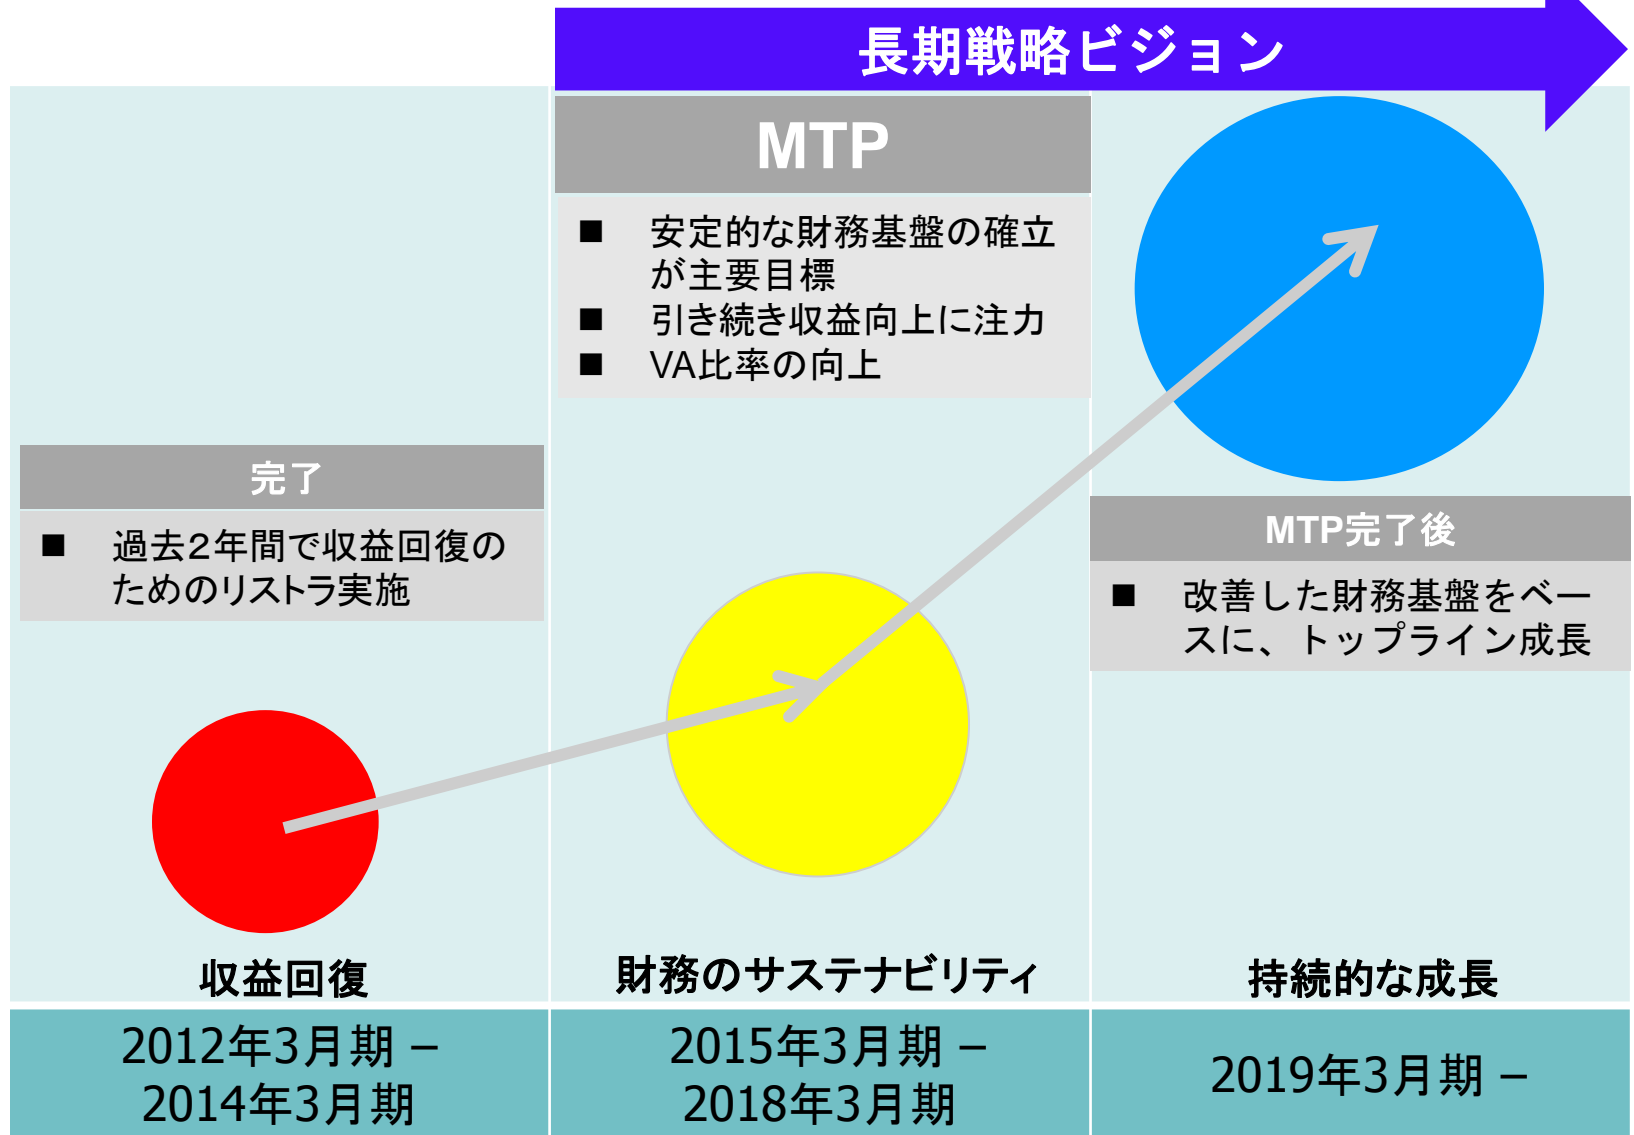 長期戦略ビジョン
MTP
■ 安定的な財務基盤の確立
が主要目標
■ 引き続き収益向上に注力
■ VA比率の向上
完了
■ 過去２年間で収益回復の
ためのリストラ実施
MTP完了後
■ 改善した財務基盤をベー
スに、トップライン成長
収益回復
財務のサステナビリティ
持続的な成長
2012年3月期 –
2014年3月期
2015年3月期 –
2018年3月期
2019年3月期 –